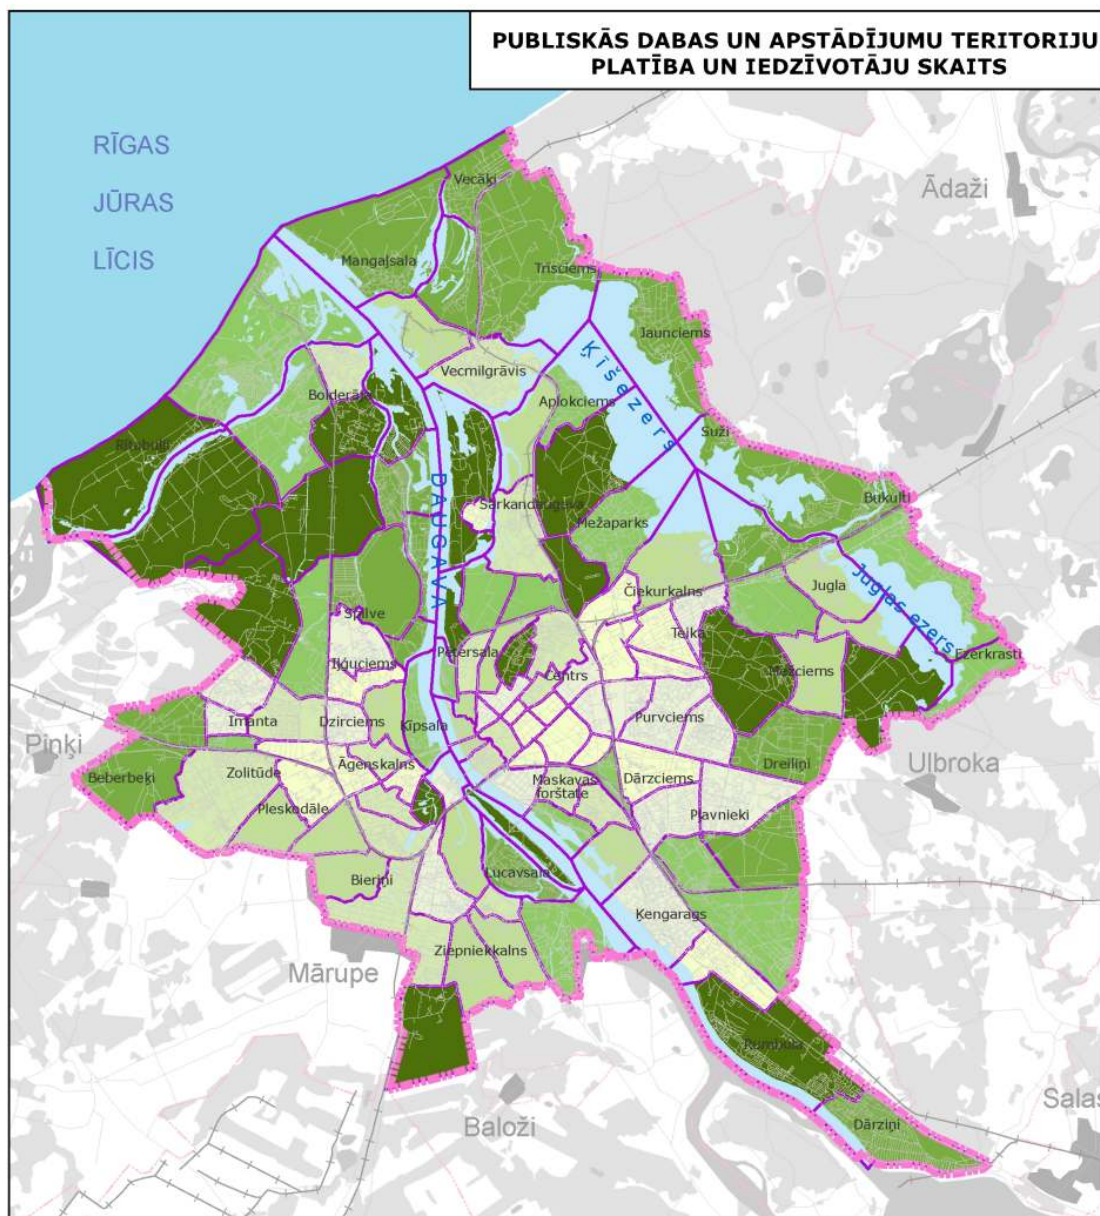 PUBLISKĀS DABAS UN APSTĀDĪJUMU TERITORIJU
PLATĪBA UN IEDZĪVOTĀJU SKAITS
RĪGAS
JŪRAS
LĪCIS
Ādaži
Vecāķi
Mangaļsala
Trīsciems
Jaunciems
Ķīšezers
Vecmīlgrāvis
Bolderāja
Aplokciems
Suži
Rītabuļļi
DAUGAVA
Sarkandaugava
Bukulti
Mežaparks
Juglas ezers
Čiekurkalns
Jugla
Spilve
Teika
Pētersala
Iļģuciems
Ezerkrasti
Mežciems
Centrs
Imanta
Dzirciems
Ķīpsala
Purvciems
Piņķi
Dreiliņi
Ulbroka
Beberbeķi
Zolitūde
Āgenskalns
Maskavas
forštate
Dārzciems
Pleskodāle
Pļavnieki
Bieriņi
Lucavsala
Ķengarags
Ziepniekkalns
Mārupe
Rumbula
Baloži
Dārziņi
Salas